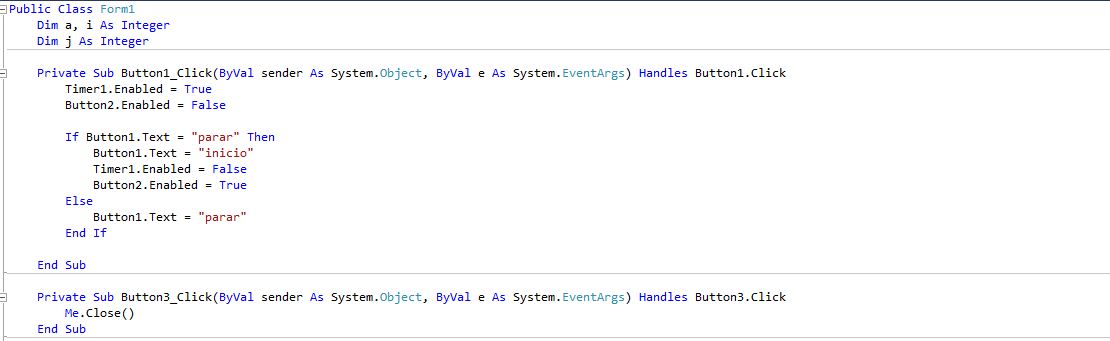 Public Class Form1
Dim a, i As Integer
Dim j As Integer
Private Sub Button1_Click(ByVal sender As System.Object, ByVal e As System.EventArgs) Handles Button1.Click
Timer1.Enabled = True
Button2.Enabled = False
If Button1.Text = "parar" Then
Button1.Text = "inicio"
Timer1.Enabled = False
Button2.Enabled = True
Else
Button1.Text = "parar"
End If
End Sub
Private Sub Button3_Click(ByVal sender As System.Object, ByVal e As System.EventArgs) Handles Button3.Click
Me.Close()
End Sub